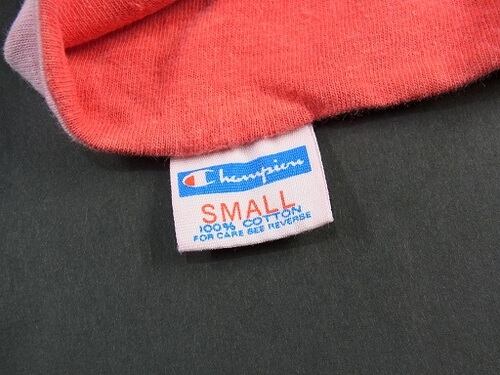 Champion
SMALL
100% COTTON
FOR CARE SEE REVERSE